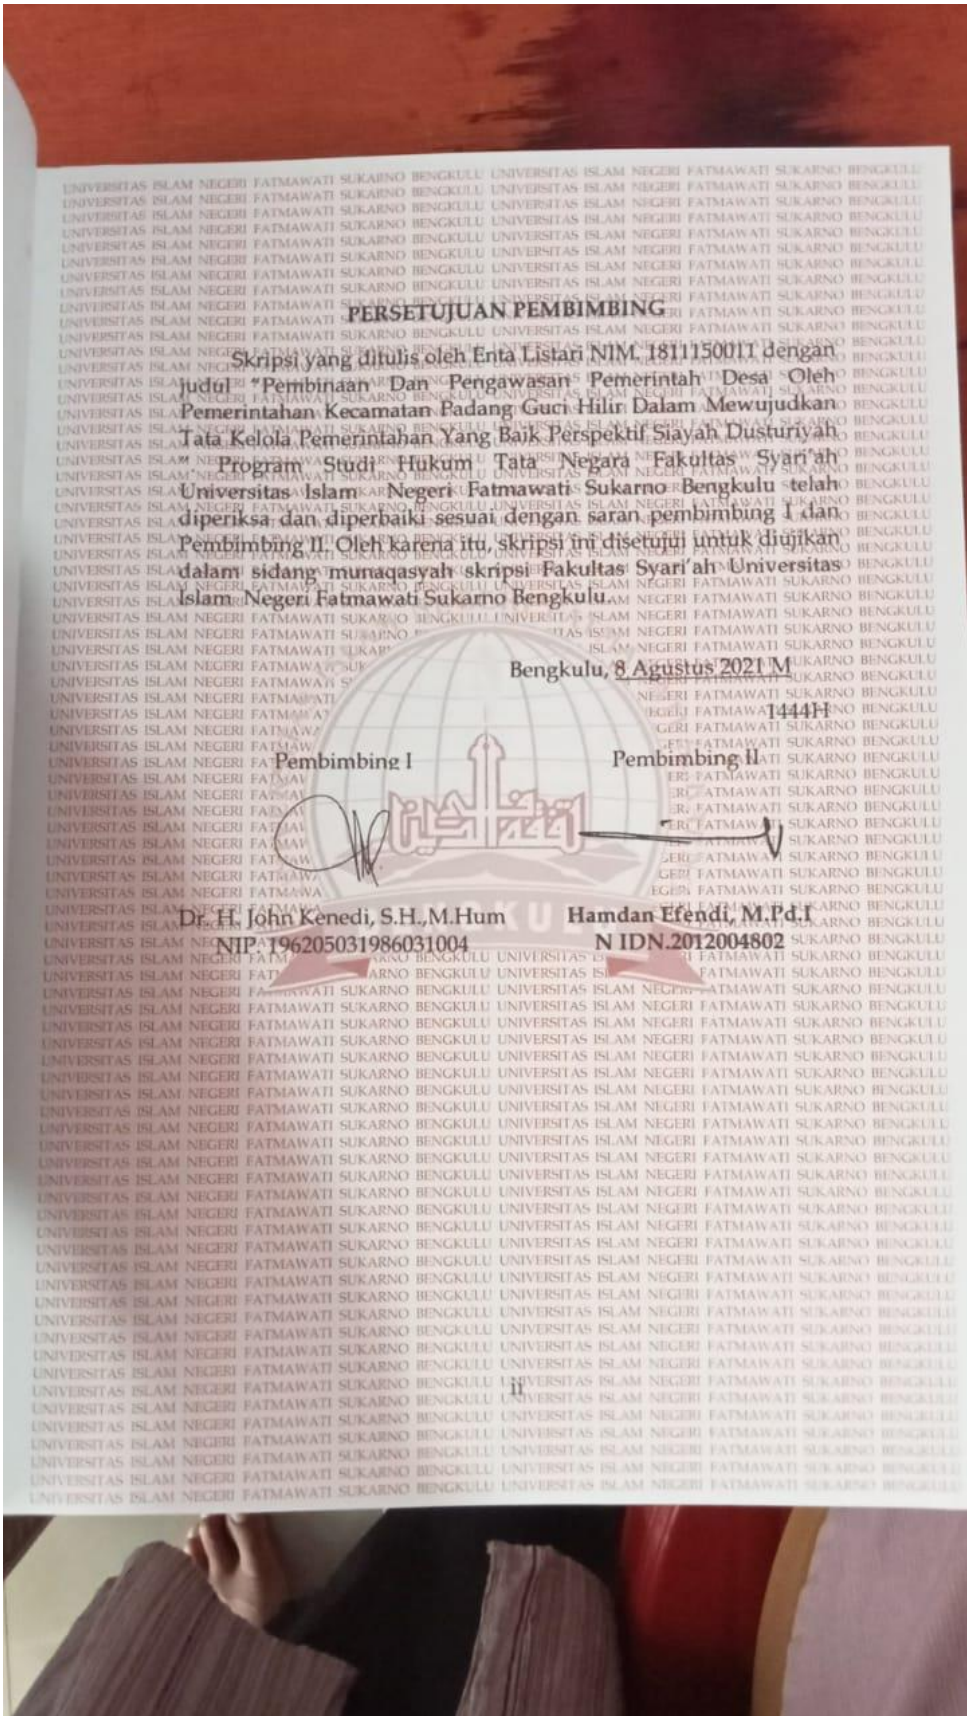 PERSETUJUAN PEMBIMBING
Skripsi yang ditulis oleh Enta Listari NIM. 1811150011 dengan
judul "Pembinaan Dan Pengawasan Pemerintah Desa Oleh
Pemerintahan Kecamatan Padang Guci Hilir Dalam Mewujudkan
Tata Kelola Pemerintahan Yang Baik Perspektif Siayah Dusturiyah
". Program Studi Hukum Tata Negara Fakultas Syari'ah
Universitas Islam Negeri Fatmawati Sukarno Bengkulu telah
diperiksa dan diperbaiki sesuai dengan saran pembimbing I dan
Pembimbing II. Oleh karena itu, skripsi ini disetujui untuk diujikan
dalam sidang munaqasyah skripsi Fakultas Syari'ah Universitas
Islam Negeri Fatmawati Sukarno Bengkulu.
Bengkulu, 8 Agustus 2021 M
1444H
Pembimbing I Pembimbing II
Dr. H. John Kenedi, S.H.,M.Hum Hamdan Efendi, M.Pd.I
NIP. 196205031986031004 N IDN.2012004802
BENGKULU
ii